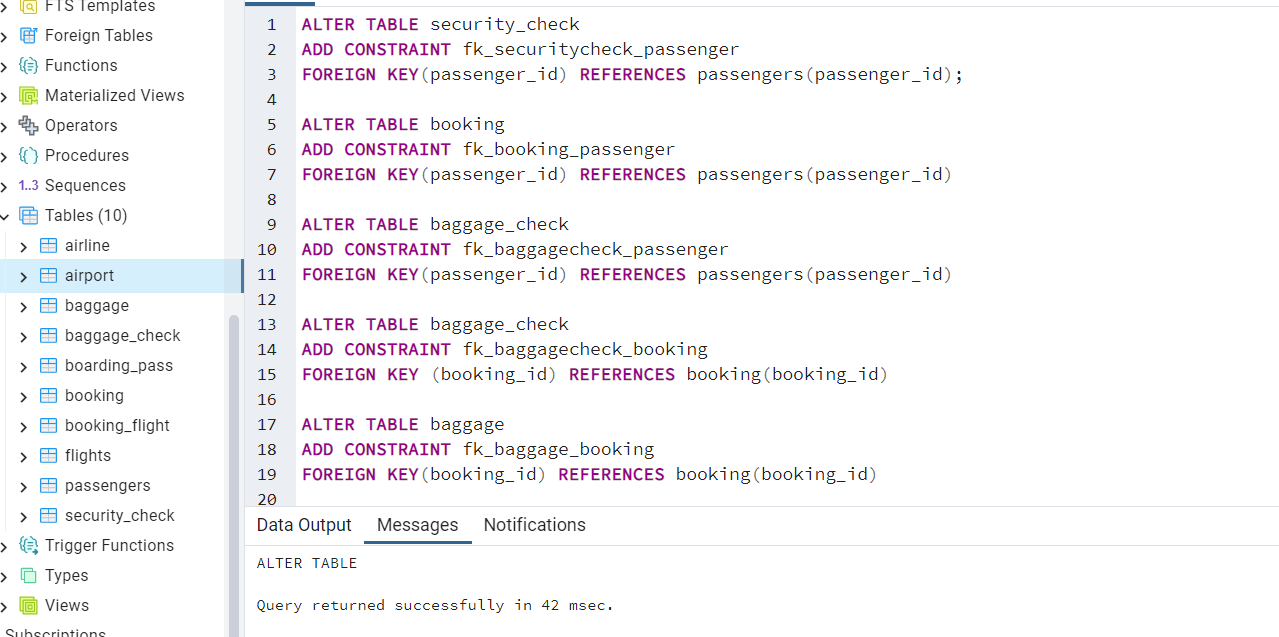 FTS Templates
Foreign Tables
Functions
Materialized Views
Operators
Procedures
1..3 Sequences
Tables (10)
airline
airport
baggage
baggage_check
boarding_pass
booking
booking_flight
flights
passengers
security_check
Trigger Functions
Types
Views
Subscriptions
1 ALTER TABLE security_check
2 ADD CONSTRAINT fk_securitycheck_passenger
3 FOREIGN KEY(passenger_id) REFERENCES passengers(passenger_id);
4
5 ALTER TABLE booking
6 ADD CONSTRAINT fk_booking_passenger
7 FOREIGN KEY(passenger_id) REFERENCES passengers(passenger_id)
8
9 ALTER TABLE baggage_check
10 ADD CONSTRAINT fk_baggagecheck_passenger
11 FOREIGN KEY(passenger_id) REFERENCES passengers(passenger_id)
12
13 ALTER TABLE baggage_check
14 ADD CONSTRAINT fk_baggagecheck_booking
15 FOREIGN KEY (booking_id) REFERENCES booking(booking_id)
16
17 ALTER TABLE baggage
18 ADD CONSTRAINT fk_baggage_booking
19 FOREIGN KEY(booking_id) REFERENCES booking(booking_id)
20
Data Output Messages Notifications
ALTER TABLE
Query returned successfully in 42 msec.